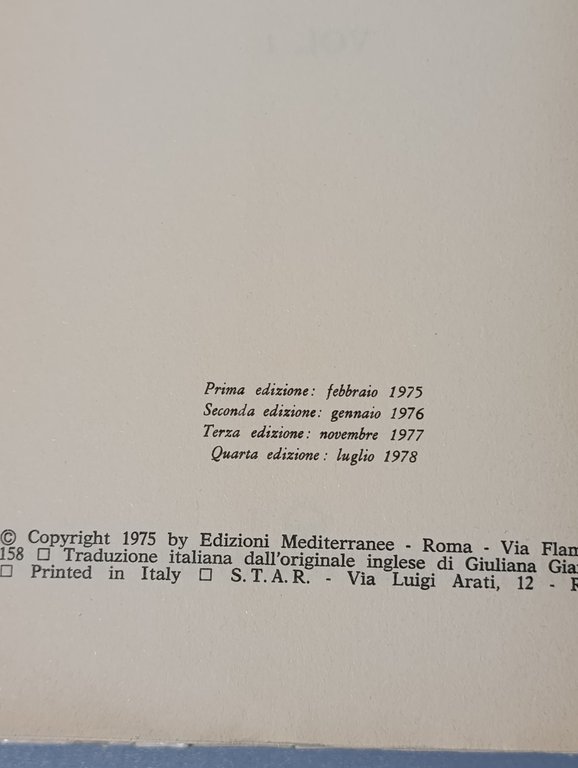 Prima edizione: febbraio 1975
Seconda edizione: gennaio 1976
Terza edizione: novembre 1977
Quarta edizione: luglio 1978
© Copyright 1975 by Edizioni Mediterranee - Roma - Via
158 □ Traduzione italiana dall'originale inglese di Giuliana
□ Printed in Italy □ S.T.A.R. - Via Luigi Arati, 12 -